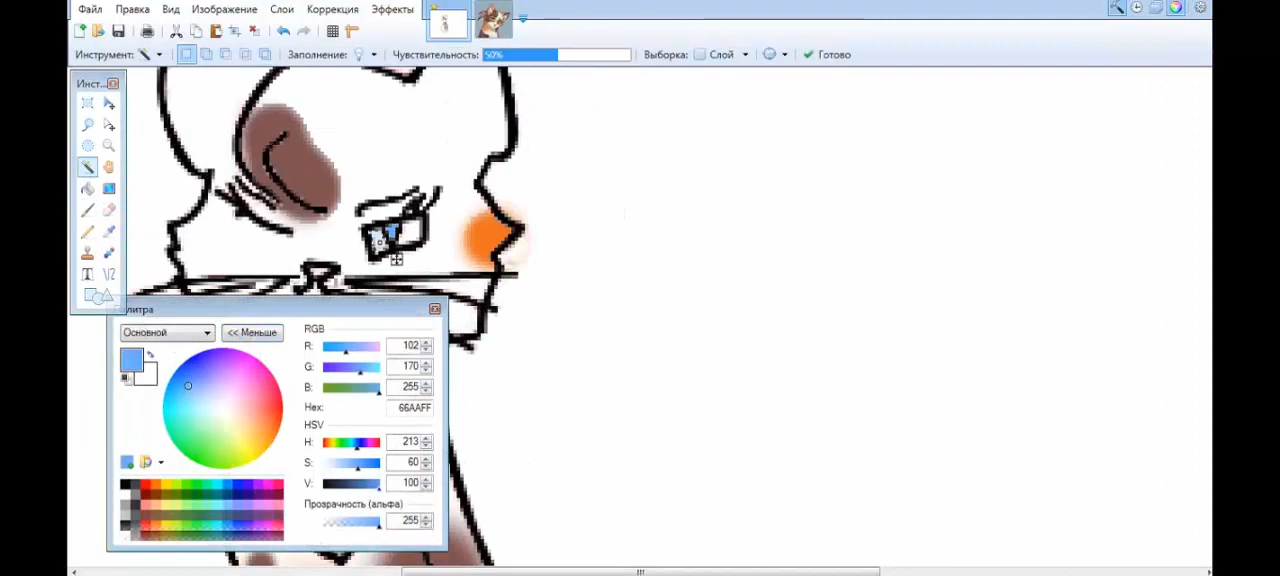 Файл Правка Вид Изображение Слои Коррекция Эффекты
Инструмент: Заполнение: Чувствительность: 50% Выборка: Слой Готово
Инст...
литра
Основной << Меньше
RGB
R: 102
G: 170
B: 255
Hex: 66AAFF
HSV
H: 213
S: 60
V: 100
Прозрачность (альфа)
255